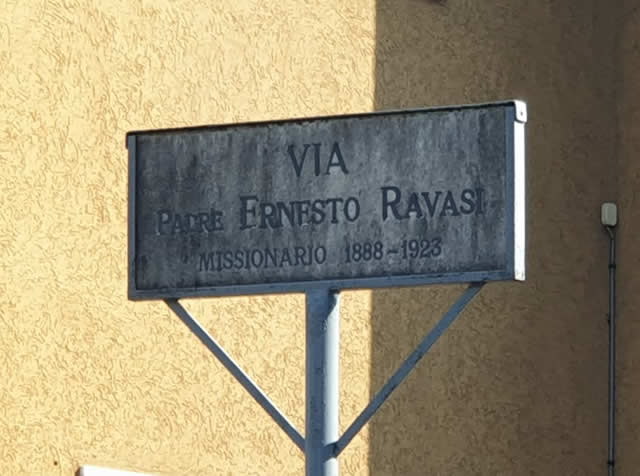 VIA
PADRE ERNESTO RAVASI
MISSIONARIO 1888-1923